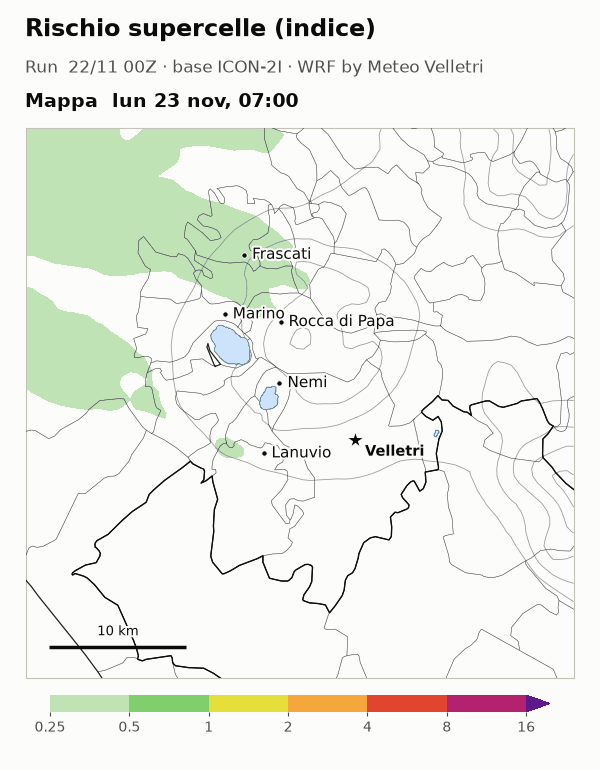 Rischio supercelle (indice)
Run 22/11 00Z · base ICON-2I · WRF by Meteo Velletri
Mappa lun 23 nov, 07:00
Frascati
Marino
Rocca di Papa
Nemi
Velletri
Lanuvio
10 km
0.25 0.5 1 2 4 8 16